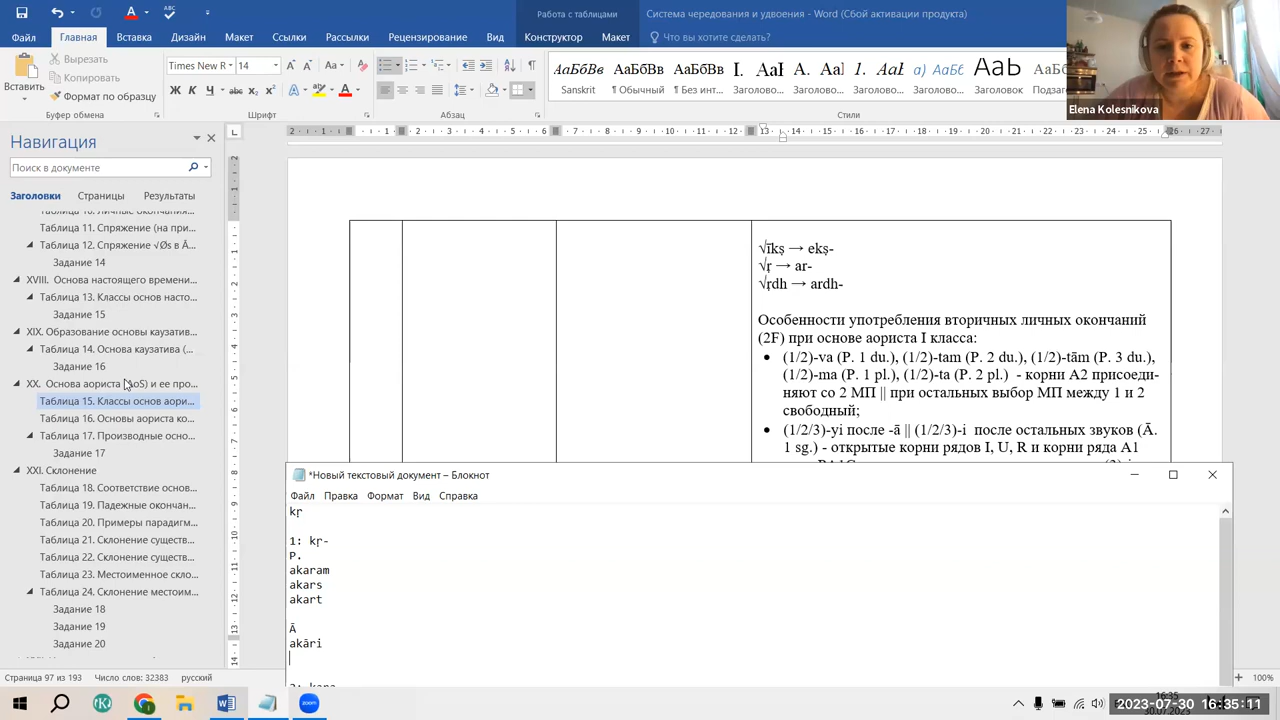 Работа с таблицами
Система чередования и удвоения - Word (Сбой активации продукта)
Файл Главная Вставка Дизайн Макет Ссылки Рассылки Рецензирование Вид Конструктор Макет Что вы хотите сделать?
Вставить
Вырезать
Копировать
Формат по образцу
Times New R 14
Sanskrit
¶ Обычный
¶ Без инт...
Заголово...
Заголово...
Заголово...
Заголово...
Заголовок
Подзаг
Буфер обмена
Шрифт
Абзац
Стили
Elena Kolesnikova
Навигация
Поиск в документе
Заголовки Страницы Результаты
Таблица 10. Личные окончания...
Таблица 11. Спряжение (на при...
Таблица 12. Спряжение √Øs в Ā...
Задание 14
XVIII. Основа настоящего времени...
Таблица 13. Классы основ насто...
Задание 15
XIX. Образование основы каузатив...
Таблица 14. Основа каузатива (...
Задание 16
XX. Основа аориста (AoS) и ее про...
Таблица 15. Классы основ аори...
Таблица 16. Основы аориста ко...
Таблица 17. Производные осно...
Задание 17
XXI. Склонение
Таблица 18. Соответствие основ...
Таблица 19. Падежные окончан...
Таблица 20. Примеры парадигм...
Таблица 21. Склонение существ...
Таблица 22. Склонение существ...
Таблица 23. Местоименное скло...
Таблица 24. Склонение местоим...
Задание 18
Задание 19
Задание 20
√īkṣ → ekṣ-
√ṛ → ar-
√ṛdh → ardh-
Особенности употребления вторичных личных окончаний
(2F) при основе аориста I класса:
(1/2)-va (P. 1 du.), (1/2)-tam (P. 2 du.), (1/2)-tām (P. 3 du.),
(1/2)-ma (P. 1 pl.), (1/2)-ta (P. 2 pl.) - корни A2 присоеди-
няют со 2 МП || при остальных выбор МП между 1 и 2
свободный;
(1/2/3)-yi после -ā || (1/2/3)-i после остальных звуков (Ā.
1 sg.) - открытые корни рядов I, U, R и корни ряда A1
*Новый текстовый документ – Блокнот
Файл Правка Формат Вид Справка
kṛ
1: kṛ-
P.
akaram
akars
akart
Ā
akāri
Страница 97 из 193 Число слов: 32383 русский
100%
16:35
2023-07-30 16:35:11